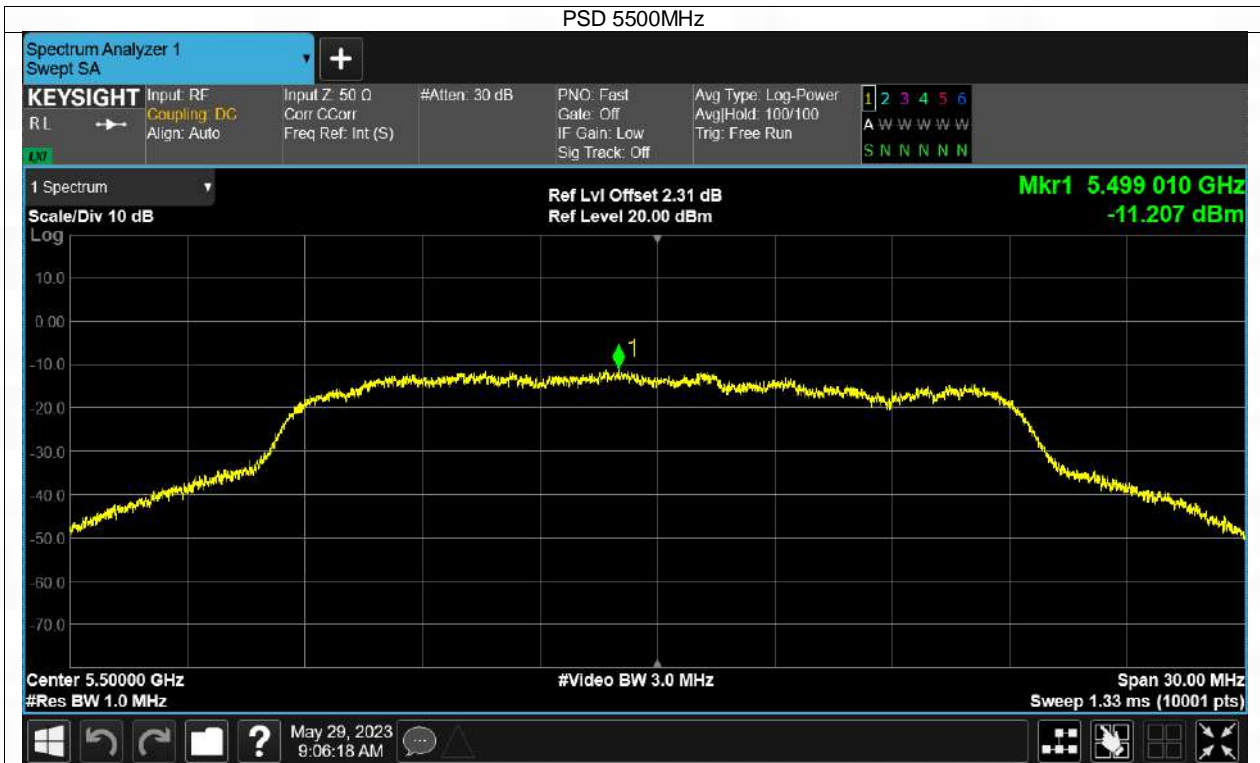 PSD 5500MHz
Spectrum Analyzer 1
Swept SA
KEYSIGHT
RL
LXI
Input: RF
Coupling: DC
Align: Auto
Input Z: 50 Ω
Corr CCorr
Freq Ref: Int (S)
#Atten: 30 dB
PNO: Fast
Gate: Off
IF Gain: Low
Sig Track: Off
Avg Type: Log-Power
Avg|Hold: 100/100
Trig: Free Run
1 2 3 4 5 6
A W W W W W
S N N N N N
1 Spectrum
Scale/Div 10 dB
Log
Ref Lvl Offset 2.31 dB
Ref Level 20.00 dBm
Mkr1 5.499 010 GHz
-11.207 dBm
10.0
0.00
-10.0
-20.0
-30.0
-40.0
-50.0
-60.0
-70.0
1
Center 5.50000 GHz
#Res BW 1.0 MHz
#Video BW 3.0 MHz
Span 30.00 MHz
Sweep 1.33 ms (10001 pts)
?
May 29, 2023
9:06:18 AM